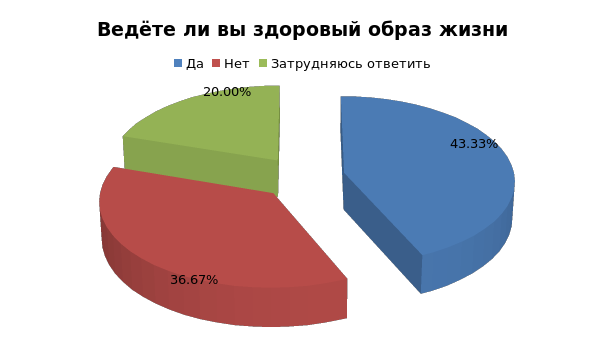 Ведёте ли вы здоровый образ жизни
Да Нет Затрудняюсь ответить
20.00%
43.33%
36.67%